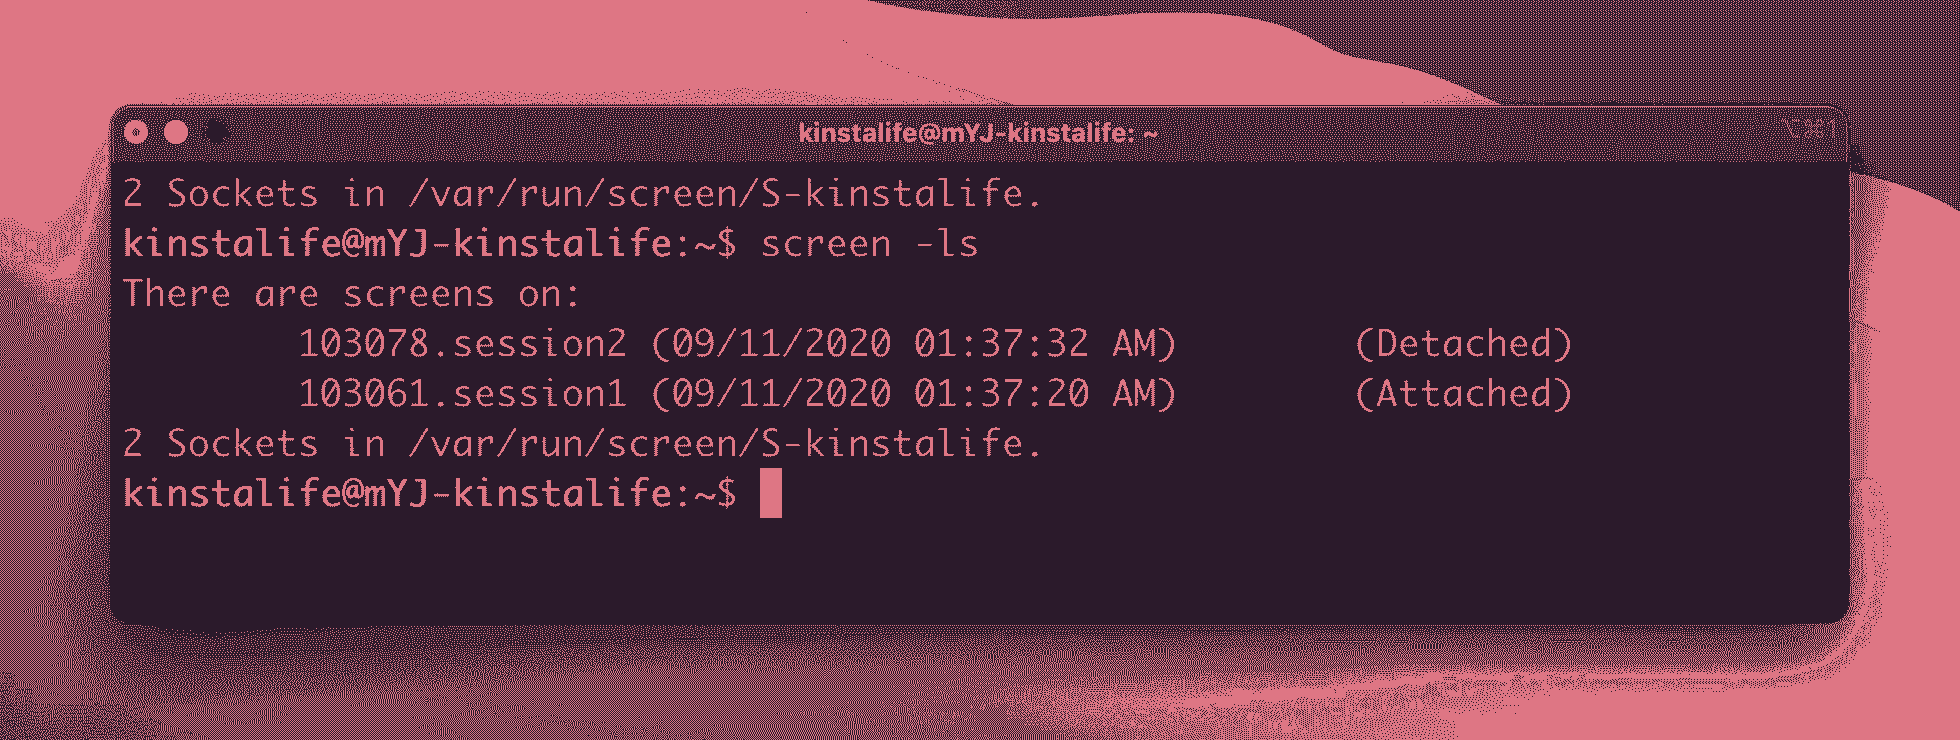 kinstalife@mYJ-kinstalife: ~ ⌥⌘1
2 Sockets in /var/run/screen/S-kinstalife.
kinstalife@mYJ-kinstalife:~$ screen -ls
There are screens on:
103078.session2 (09/11/2020 01:37:32 AM) (Detached)
103061.session1 (09/11/2020 01:37:20 AM) (Attached)
2 Sockets in /var/run/screen/S-kinstalife.
kinstalife@mYJ-kinstalife:~$